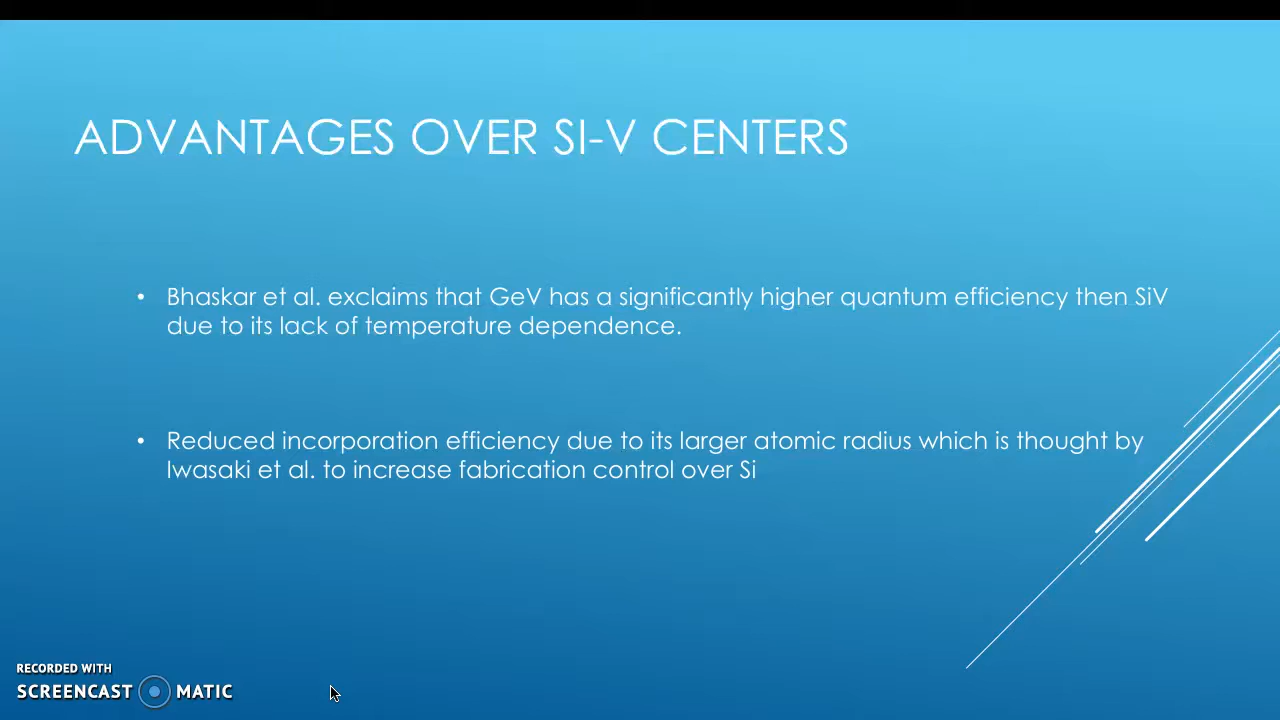 ADVANTAGES OVER SI-V CENTERS
• Bhaskar et al. exclaims that GeV has a significantly higher quantum efficiency then SiV
due to its lack of temperature dependence.
• Reduced incorporation efficiency due to its larger atomic radius which is thought by
Iwasaki et al. to increase fabrication control over Si
RECORDED WITH
SCREENCAST MATIC